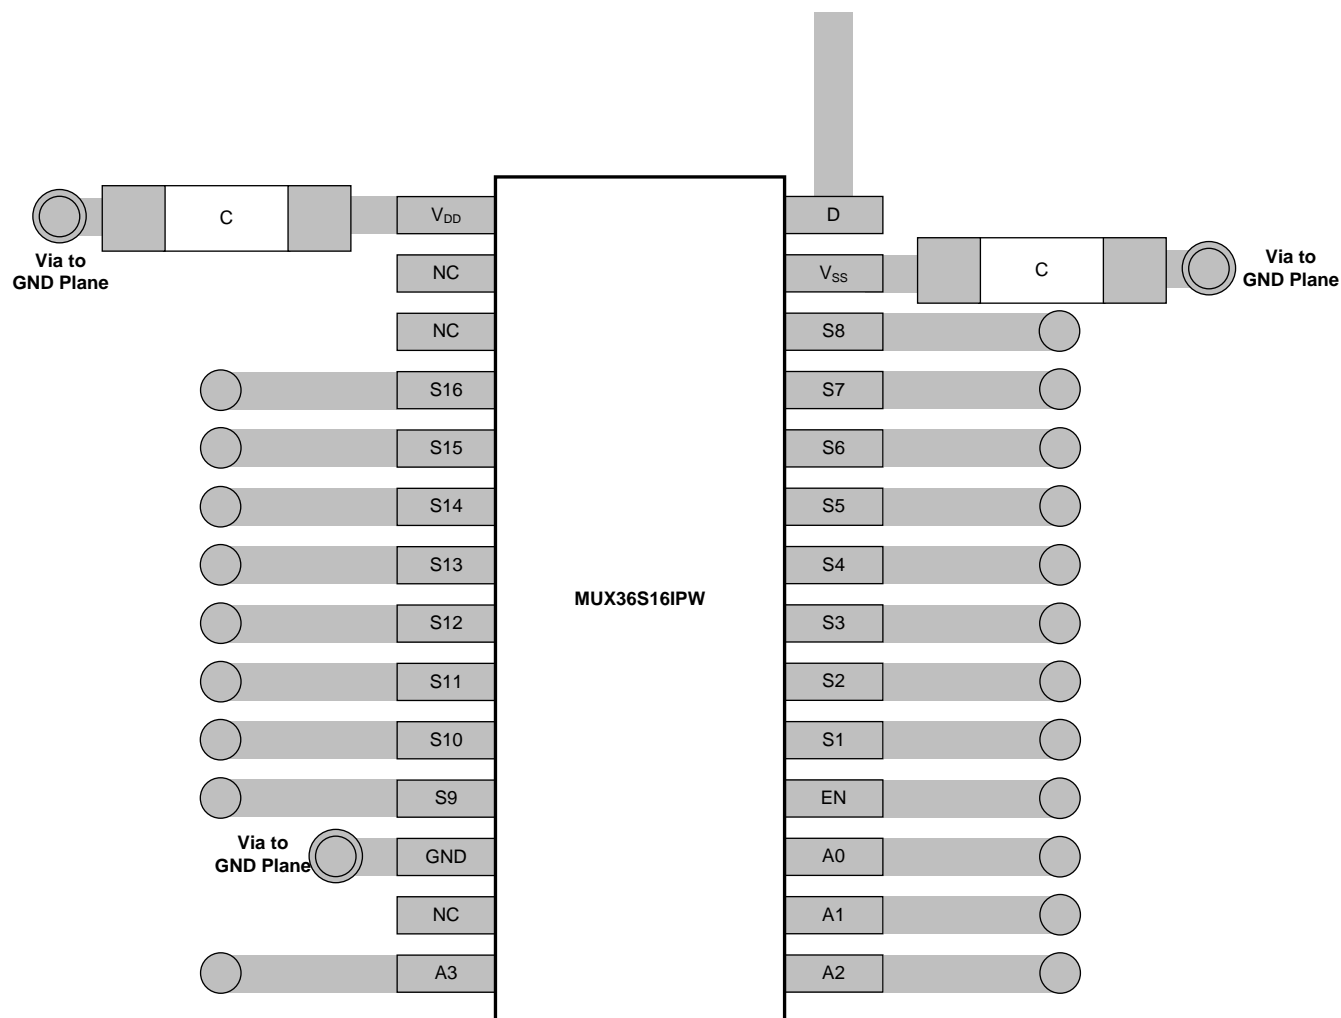 C
V_DD
D
Via to
GND Plane
NC
V_SS
C
Via to
GND Plane
NC
S8
S16
S7
S15
S6
S14
S5
S13
S4
MUX36S16IPW
S12
S3
S11
S2
S10
S1
S9
EN
Via to
GND Plane
GND
A0
NC
A1
A3
A2